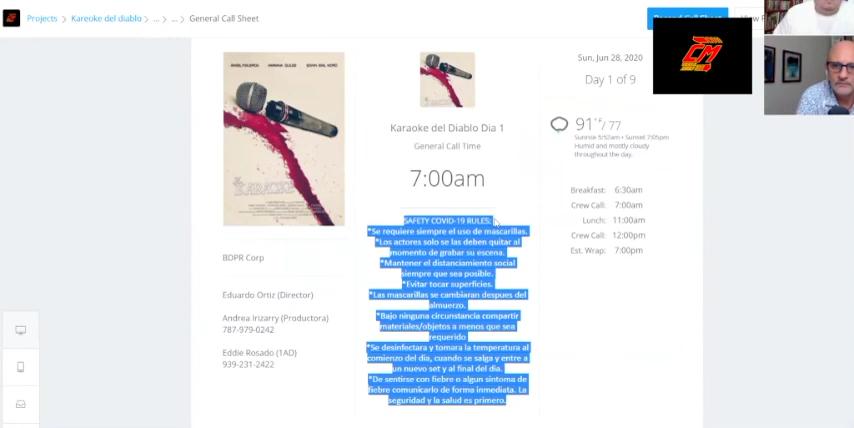 Projects > Kareoke del diablo > ... > ... > General Call Sheet
Sun, Jun 28, 2020
Day 1 of 9
KARAOKE
Karaoke del Diablo Dia 1
General Call Time
7:00am
91°F / 77
Sunrise 5:52am • Sunset 7:05pm
Humid and mostly cloudy
throughout the day.
Breakfast: 6:30am
Crew Call: 7:00am
Lunch: 11:00am
Crew Call: 12:00pm
Est. Wrap: 7:00pm
SAFETY COVID-19 RULES:
*Se requiere siempre el uso de mascarillas.
*Los actores solo se las deben quitar al
momento de grabar su escena.
*Mantener el distanciamiento social
siempre que sea posible.
*Evitar tocar superficies.
*Las mascarillas se cambiaran despues del
almuerzo.
*Bajo ninguna circunstancia compartir
materiales/objetos a menos que sea
requerido
*Se desinfectara y tomara la temperatura al
comienzo del dia, cuando se salga y entre a
un nuevo set y al final del dia.
*De sentirse con fiebre o algun sintoma de
fiebre comunicarlo de forma inmediata. La
seguridad y la salud es primero.
BDPR Corp
Eduardo Ortiz (Director)
Andrea Irizarry (Productora)
787-979-0242
Eddie Rosado (1AD)
939-231-2422